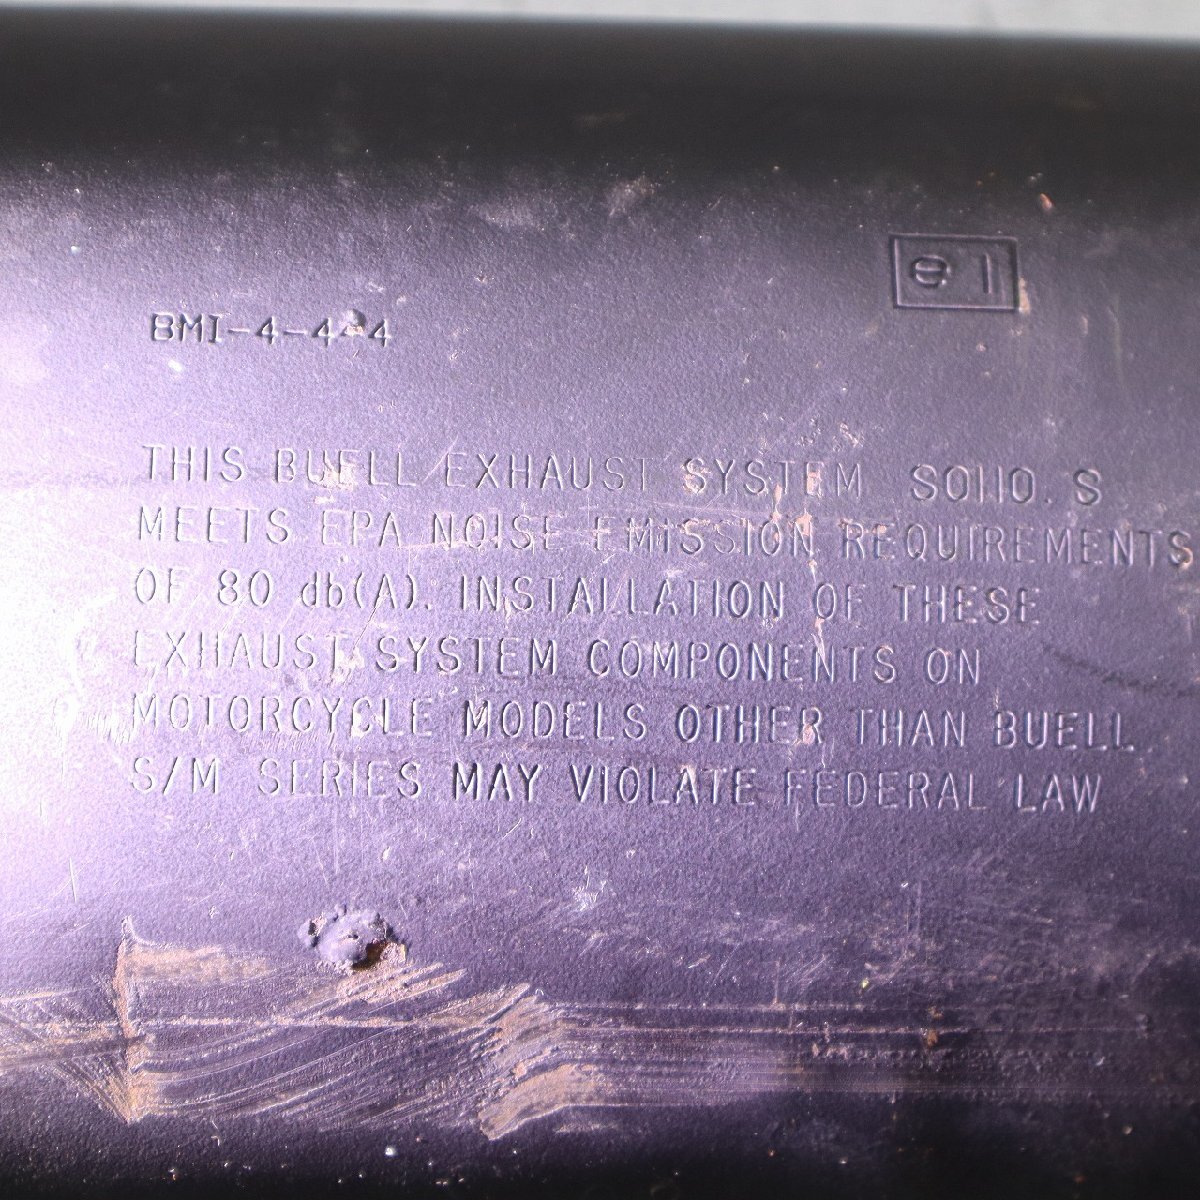 e1
BMI-4-4-4
THIS BUELL EXHAUST SYSTEM S0110.S
MEETS EPA NOISE EMISSION REQUIREMENTS
OF 80 db(A). INSTALLATION OF THESE
EXHAUST SYSTEM COMPONENTS ON
MOTORCYCLE MODELS OTHER THAN BUELL
S/M SERIES MAY VIOLATE FEDERAL LAW